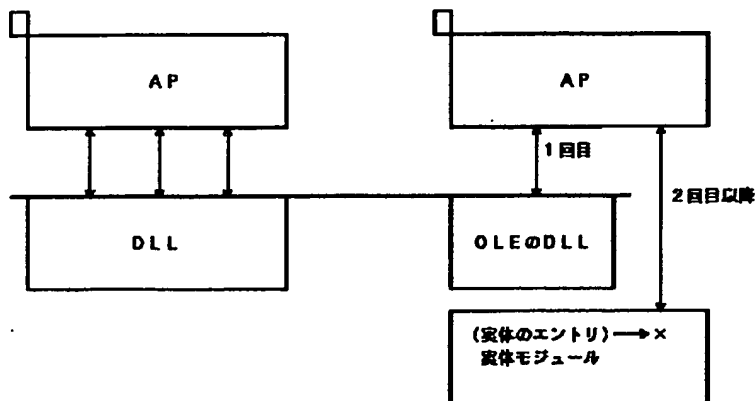 AP
AP
1回目
2回目以降
DLL
OLEのDLL
(実体のエントリ)→×
実体モジュール